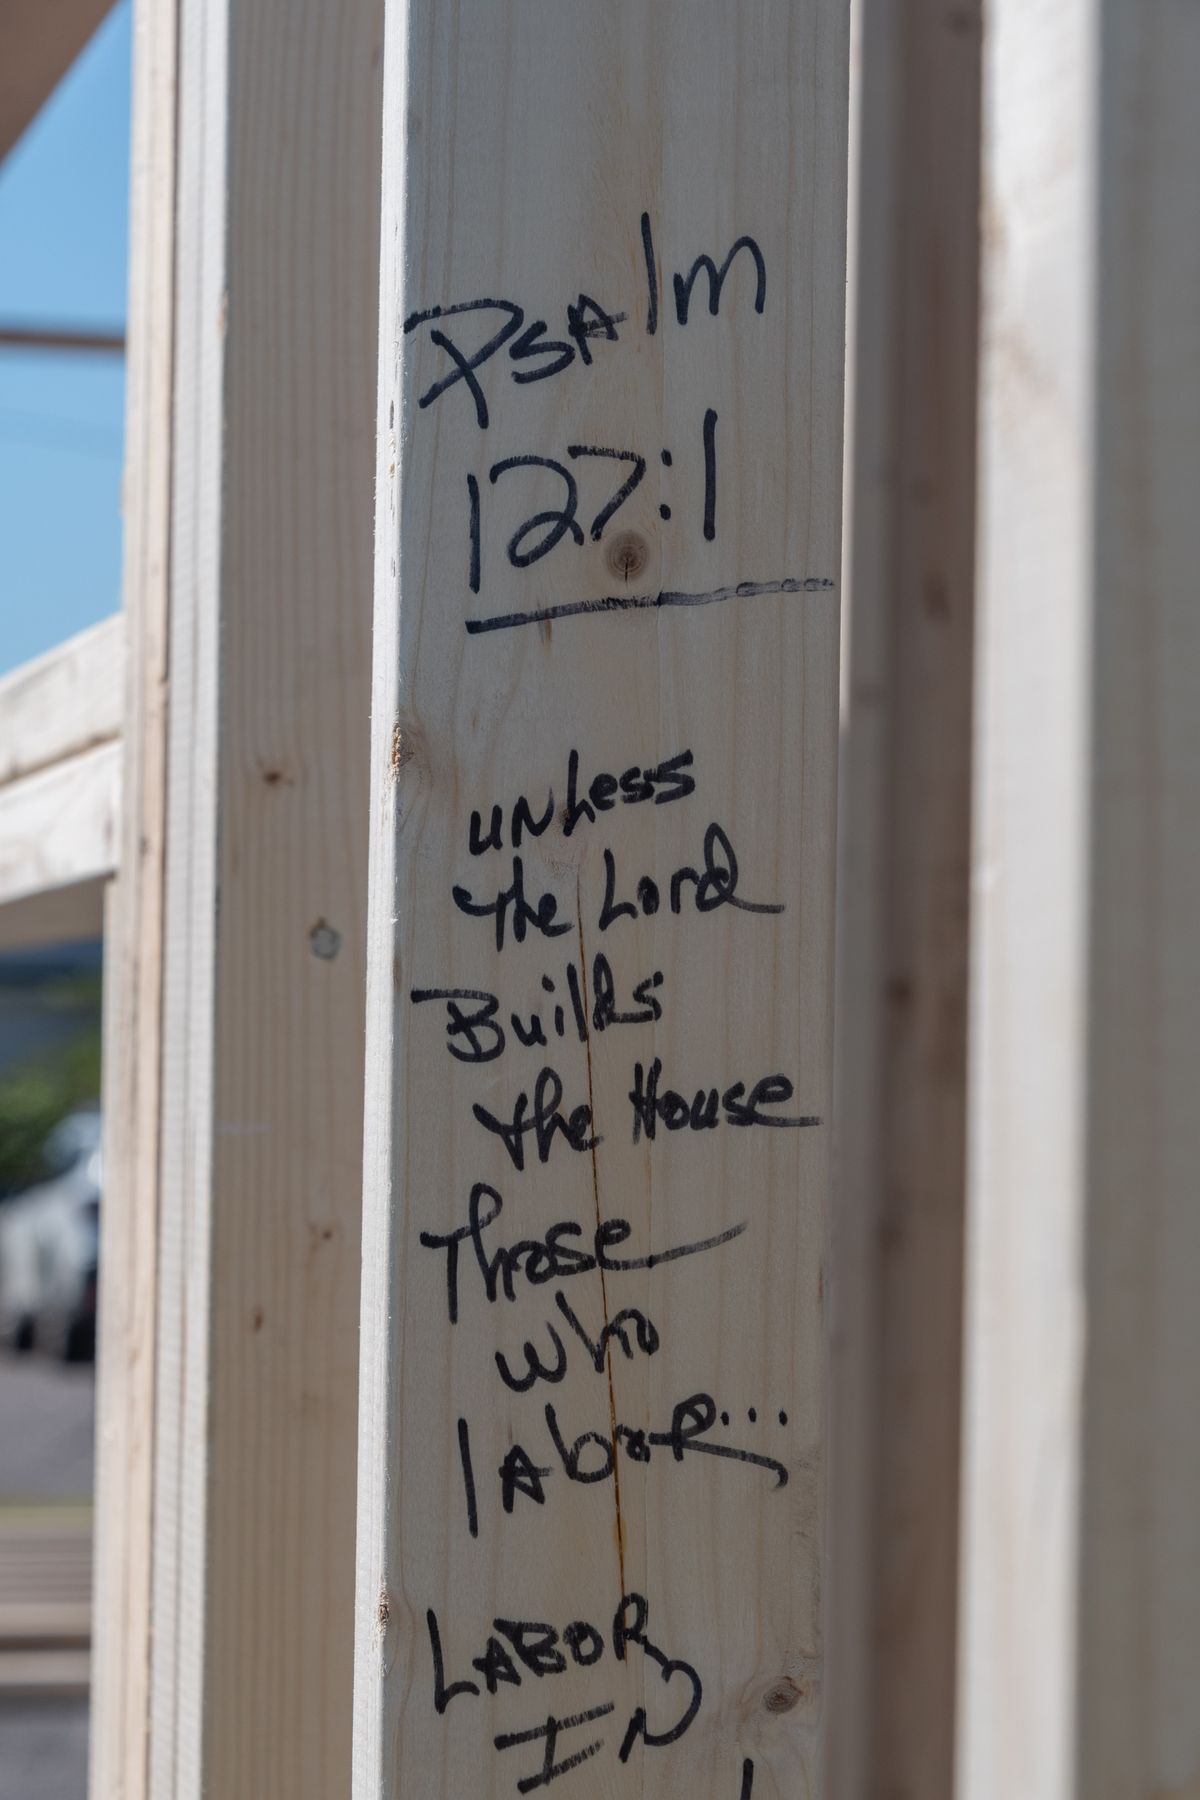 Psalm
127:1
unless
the Lord
Builds
the House
Those
who
labor...
LABOR
IN